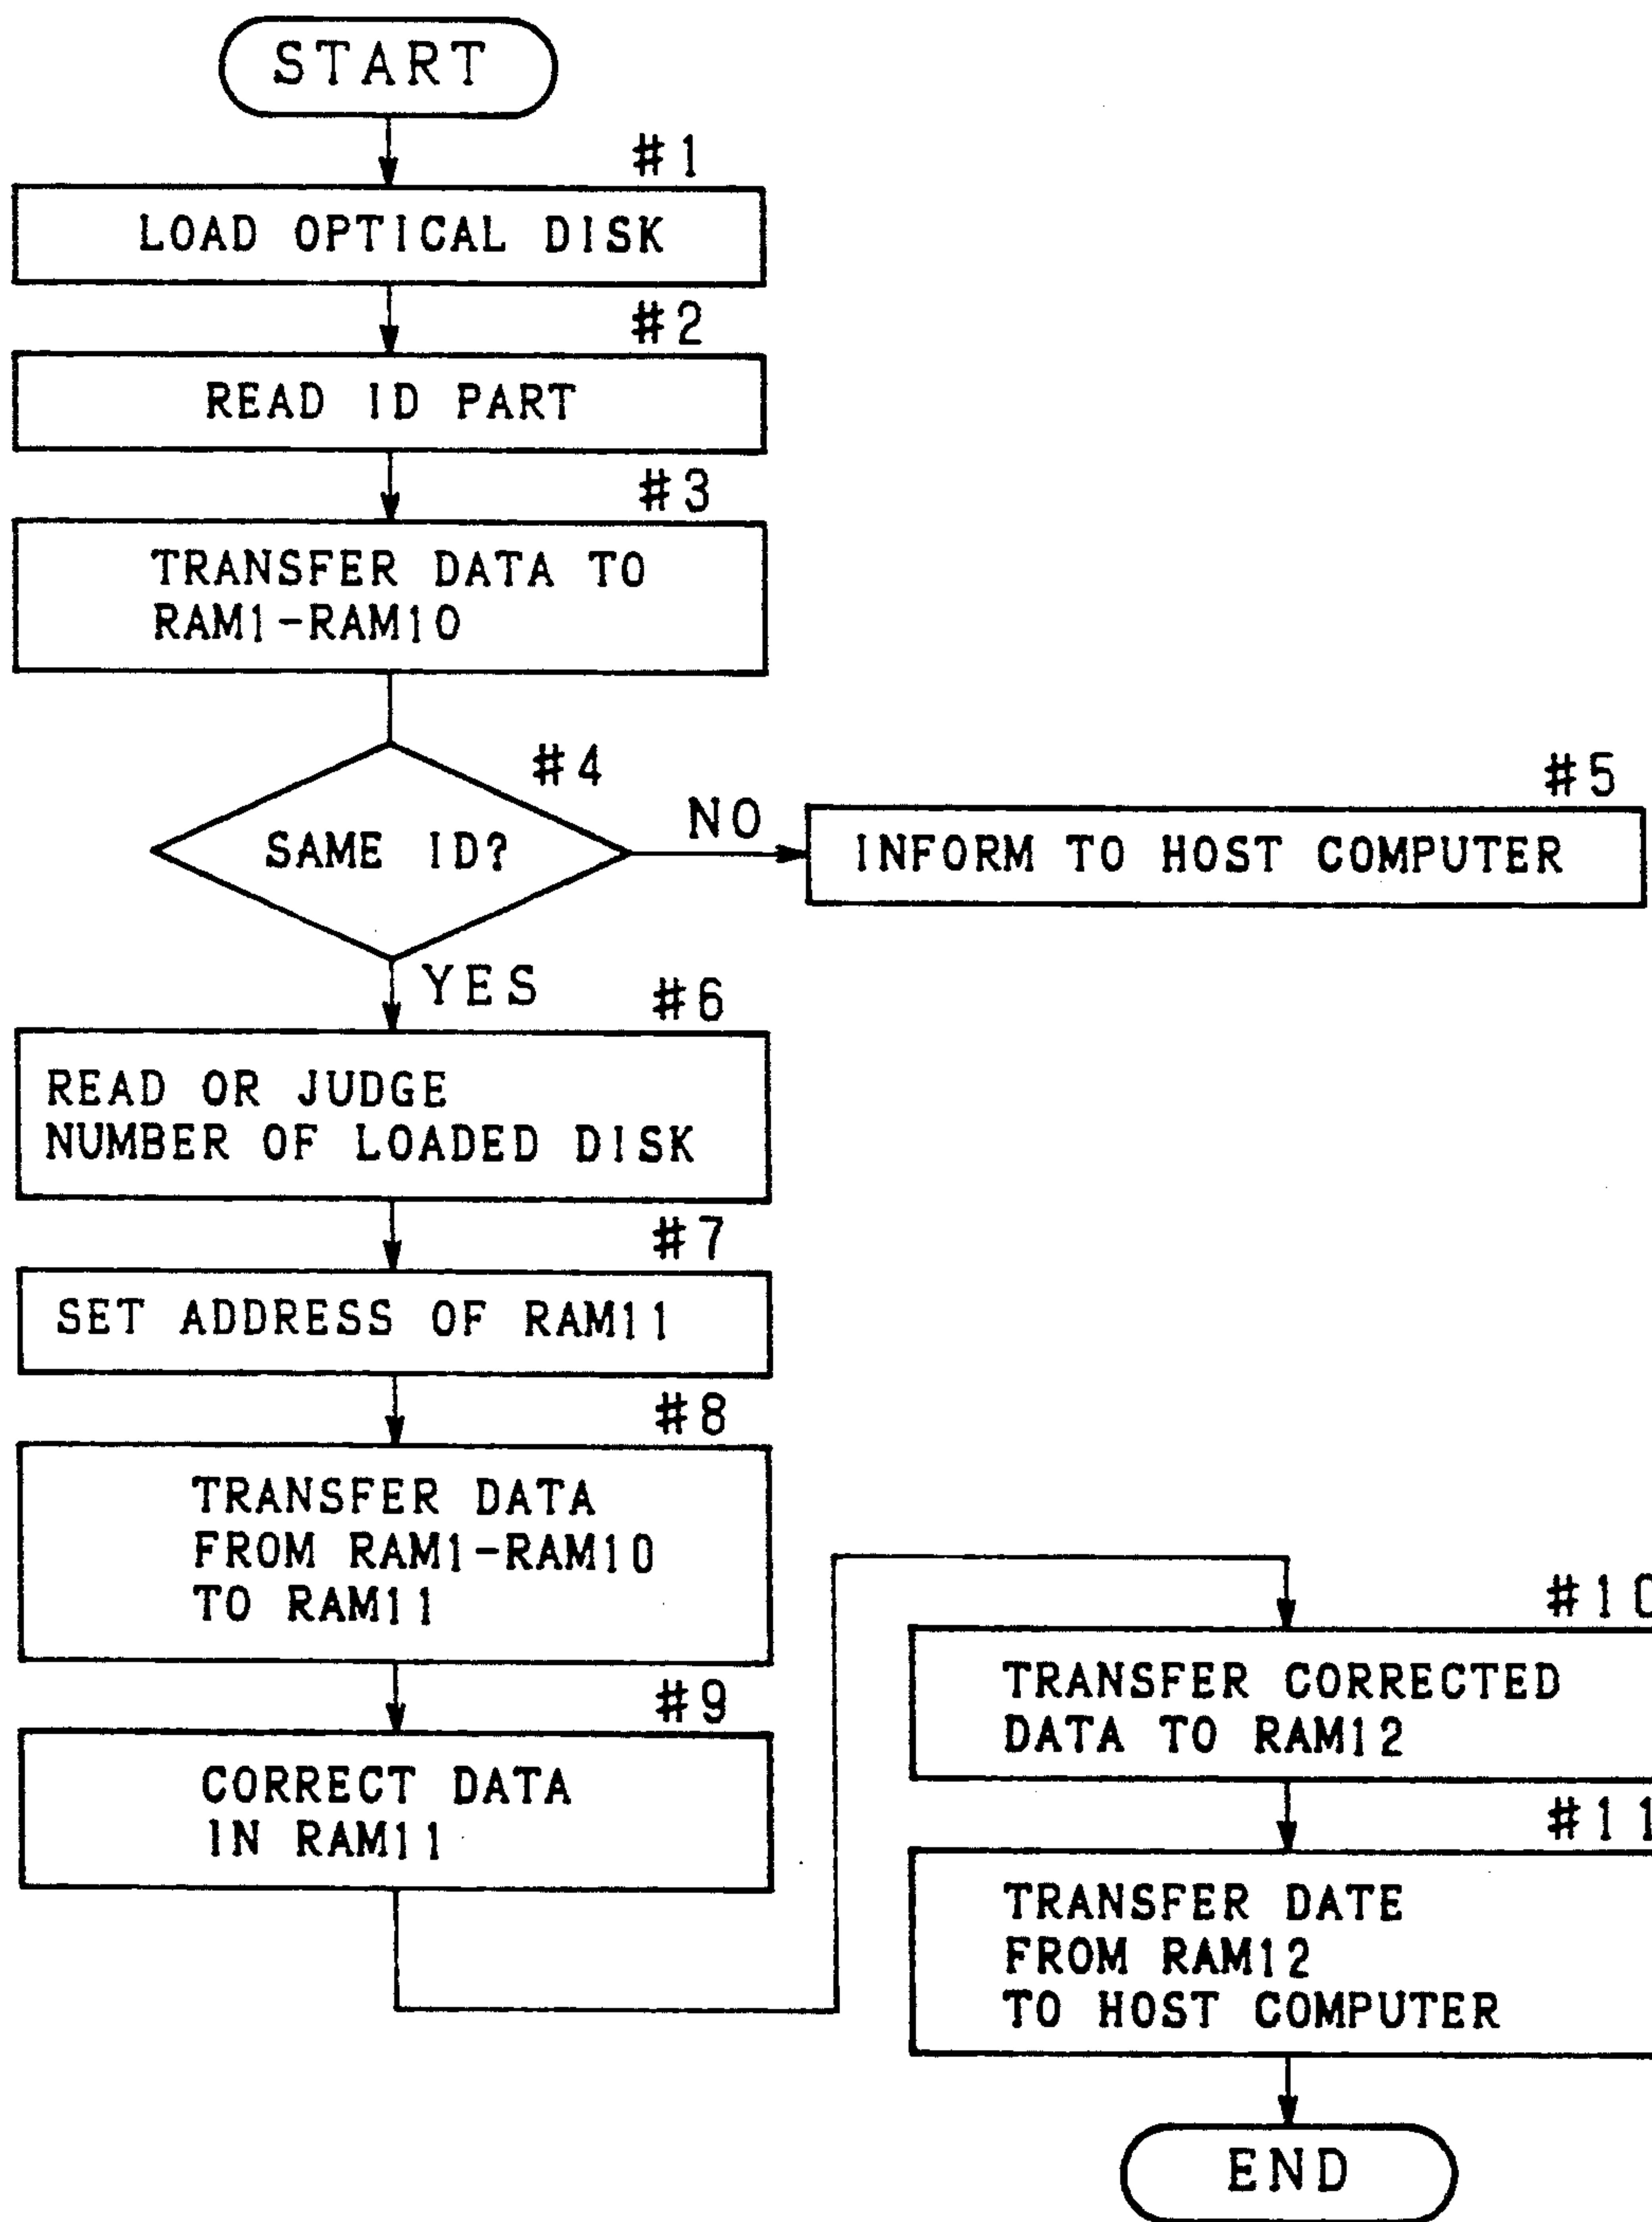 START
#1
LOAD OPTICAL DISK
#2
READ ID PART
#3
TRANSFER DATA TO
RAM1-RAM10
#4
SAME ID?
NO
#5
INFORM TO HOST COMPUTER
YES
#6
READ OR JUDGE
NUMBER OF LOADED DISK
#7
SET ADDRESS OF RAM11
#8
TRANSFER DATA
FROM RAM1-RAM10
TO RAM11
#9
CORRECT DATA
IN RAM11
#10
TRANSFER CORRECTED
DATA TO RAM12
#11
TRANSFER DATE
FROM RAM12
TO HOST COMPUTER
END